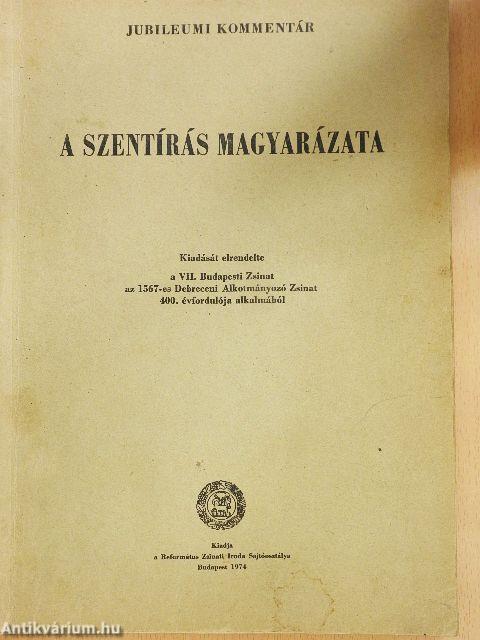 JUBILEUMI KOMMENTÁR
A SZENTÍRÁS MAGYARÁZATA
Kiadását elrendelte
a VII. Budapesti Zsinat
az 1567-es Debreceni Alkotmányozó Zsinat
400. évfordulója alkalmából
Kiadja
a Református Zsinati Iroda Sajtóosztálya
Budapest 1974
Antikvárium.hu